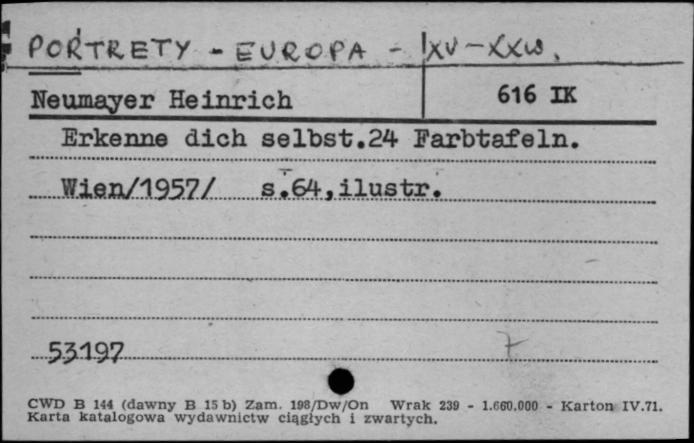 PORTRETY - EUROPA - XV-XXw.
Neumayer Heinrich
616 IK
Erkenne dich selbst.24 Farbtafeln.
Wien/1957/ s.64,ilustr.
53197
F
CWD B 144 (dawny B 15 b) Zam. 198/Dw/On Wrak 239 - 1.660.000 - Karton IV.71.
Karta katalogowa wydawnictw ciągłych i zwartych.